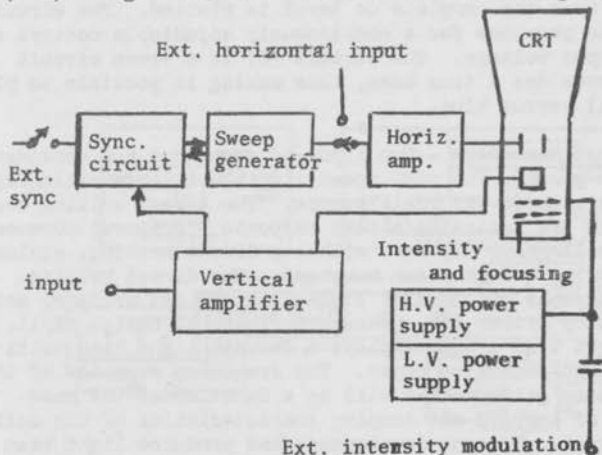 CRT
Ext. horizontal input
Sync.
circuit
Sweep
generator
Horiz.
amp.
Ext.
sync
Intensity
and focusing
input
Vertical
amplifier
H.V. power
supply
L.V. power
supply
Ext. intensity modulation